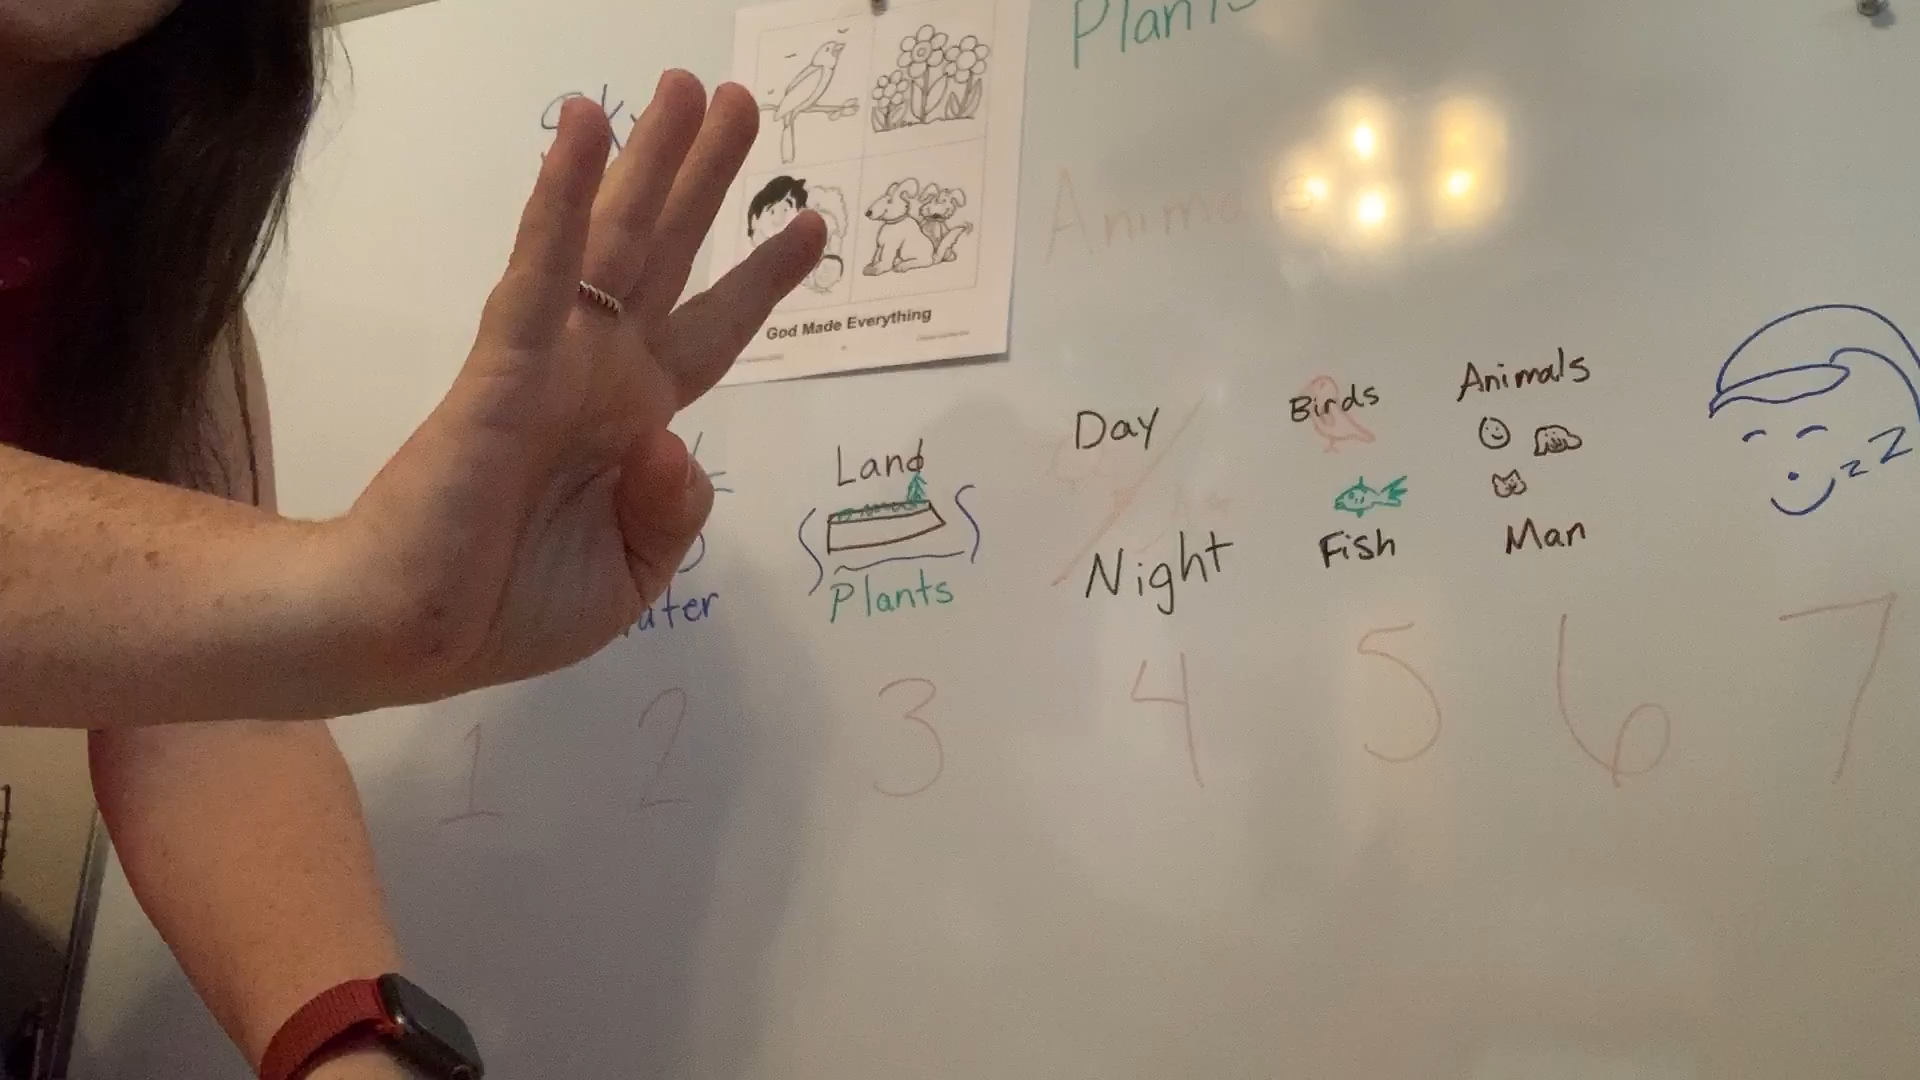 Plants
Sky
God Made Everything
Animals
Land
Plants
Day
Night
Birds
Fish
Animals
Man
z Z
1 2 3 4 5 6 7